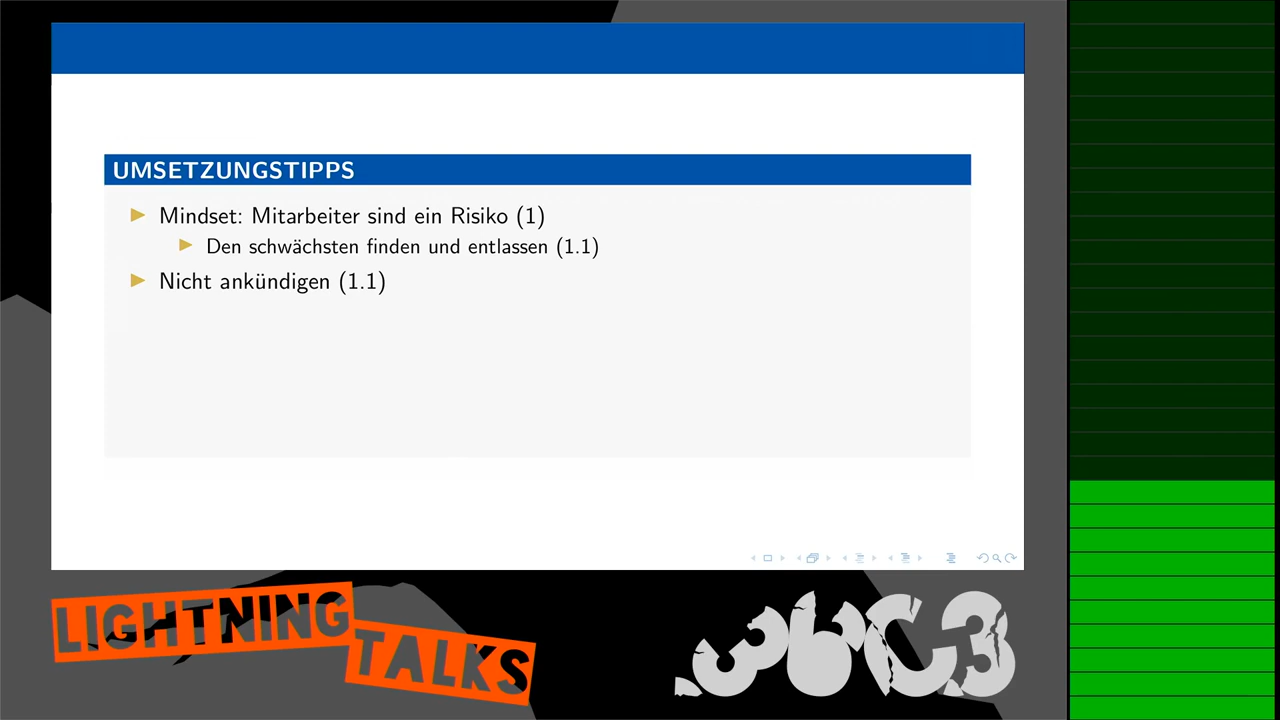 UMSETZUNGSTIPPS
Mindset: Mitarbeiter sind ein Risiko (1)
Den schwächsten finden und entlassen (1.1)
Nicht ankündigen (1.1)
LIGHTNING
TALKS
36C3